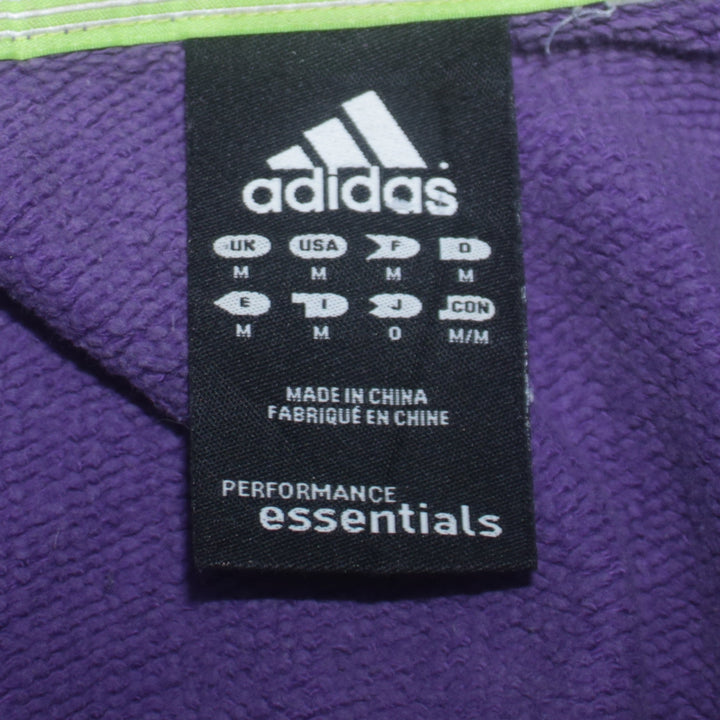 adidas
UK USA F D
M M M M
E I J CON
M M O M/M
MADE IN CHINA
FABRIQUÉ EN CHINE
PERFORMANCE
essentials